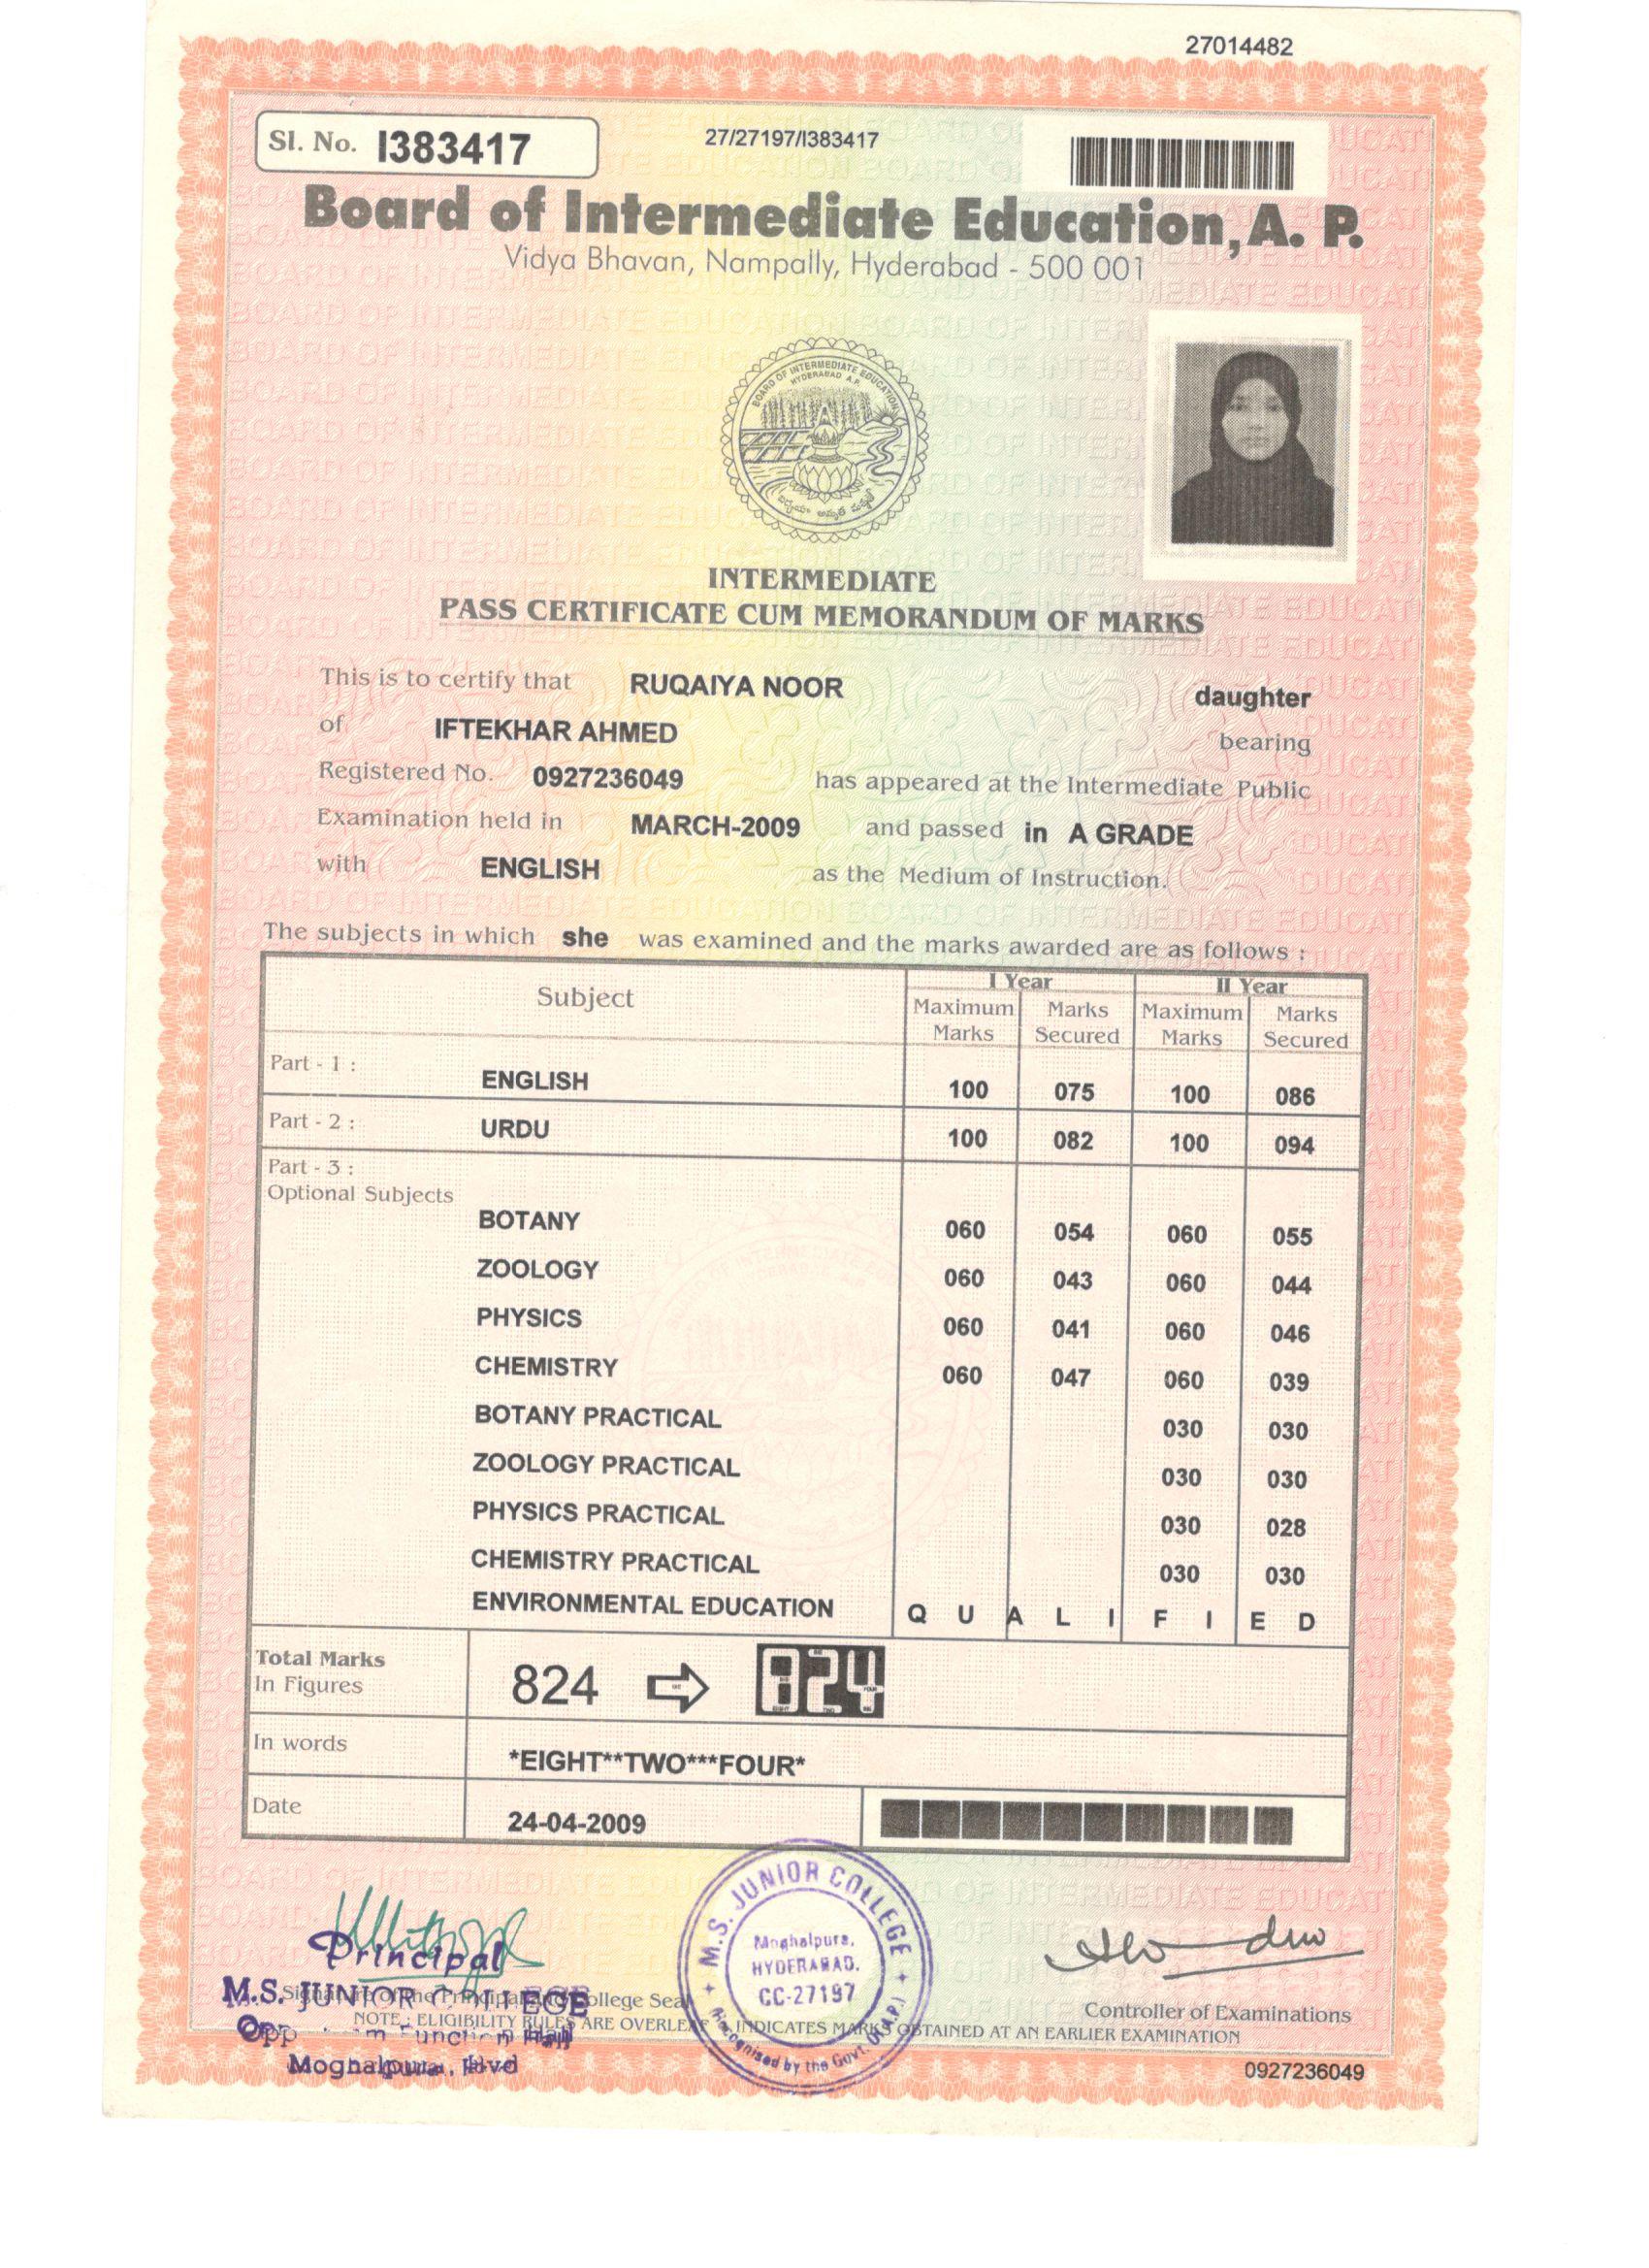 27014482
Sl. No. I383417
27/27197/I383417
Board of Intermediate Education, A. P.
Vidya Bhavan, Nampally, Hyderabad - 500 001
BOARD OF INTERMEDIATE EDUCATION
HYDERABAD A.P.
INTERMEDIATE
PASS CERTIFICATE CUM MEMORANDUM OF MARKS
This is to certify that RUQAIYA NOOR daughter
of IFTEKHAR AHMED bearing
Registered No. 0927236049 has appeared at the Intermediate Public
Examination held in MARCH-2009 and passed in A GRADE
with ENGLISH as the Medium of Instruction.
The subjects in which she was examined and the marks awarded are as follows :
Subject I Year II Year
Maximum Marks Marks Secured Maximum Marks Marks Secured
Part - 1 :
ENGLISH 100 075 100 086
Part - 2 :
URDU 100 082 100 094
Part - 3 :
Optional Subjects
BOTANY 060 054 060 055
ZOOLOGY 060 043 060 044
PHYSICS 060 041 060 046
CHEMISTRY 060 047 060 039
BOTANY PRACTICAL 030 030
ZOOLOGY PRACTICAL 030 030
PHYSICS PRACTICAL 030 028
CHEMISTRY PRACTICAL 030 030
ENVIRONMENTAL EDUCATION Q U A L I F I E D
Total Marks
In Figures 824 824
In words *EIGHT**TWO***FOUR*
Date 24-04-2009
M.S. JUNIOR COLLEGE
Moghalpura,
HYDERABAD.
CC-27197
(Recognised by the Govt. of A.P.)
Principal
M.S. JUNIOR COLLEGE
Signature of the Principal College Seal
Controller of Examinations
NOTE : ELIGIBILITY RULES ARE OVERLEAF INDICATES MARKS OBTAINED AT AN EARLIER EXAMINATION
Opp Function Hall
Moghalpura, Hyd
0927236049